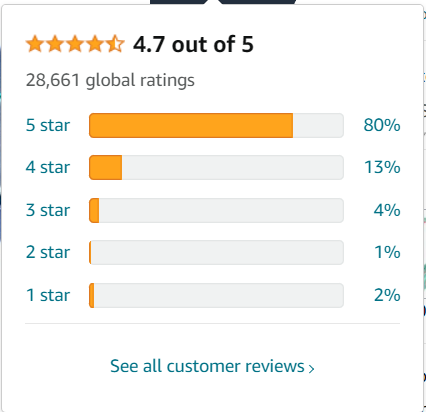 4.7 out of 5
28,661 global ratings
5 star 80%
4 star 13%
3 star 4%
2 star 1%
1 star 2%
See all customer reviews ›